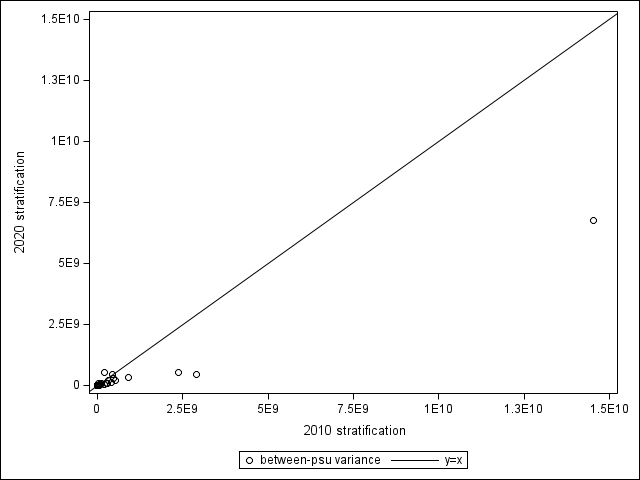 1.5E10
1.3E10
1E10
7.5E9
5E9
2.5E9
0
2020 stratification
0 2.5E9 5E9 7.5E9 1E10 1.3E10 1.5E10
2010 stratification
between-psu variance y=x